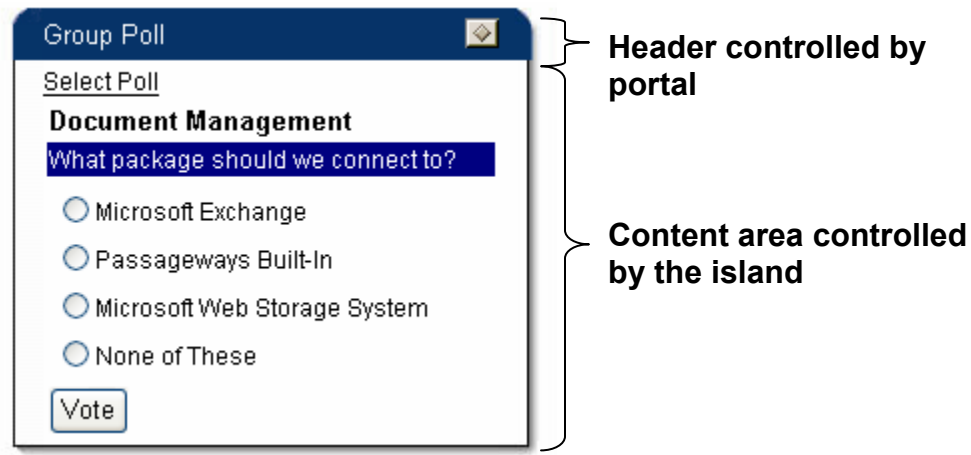 Group Poll
Select Poll
Document Management
What package should we connect to?
Microsoft Exchange
Passageways Built-In
Microsoft Web Storage System
None of These
Vote
Header controlled by
portal
Content area controlled
by the island